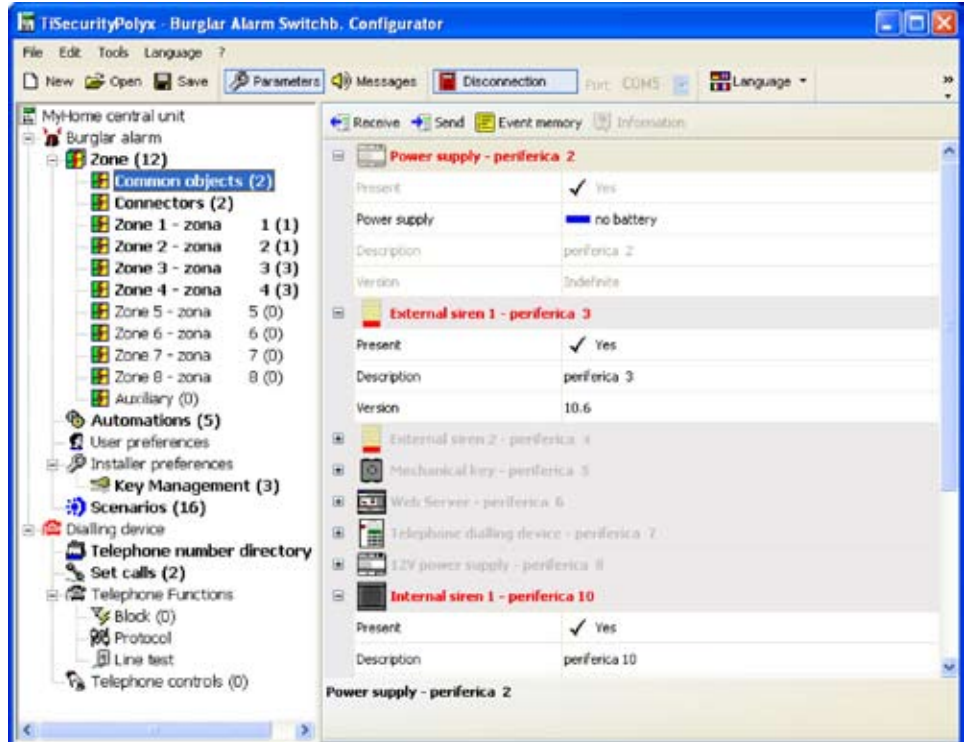 TiSecurityPolyx - Burglar Alarm Switchb. Configurator
File Edit Tools Language ?
New Open Save Parameters Messages Disconnection Port: COM5 Language
MyHome central unit
Burglar alarm
Zone (12)
Common objects (2)
Connectors (2)
Zone 1 - zona 1 (1)
Zone 2 - zona 2 (1)
Zone 3 - zona 3 (3)
Zone 4 - zona 4 (3)
Zone 5 - zona 5 (0)
Zone 6 - zona 6 (0)
Zone 7 - zona 7 (0)
Zone 8 - zona 8 (0)
Auxiliary (0)
Automations (5)
User preferences
Installer preferences
Key Management (3)
Scenarios (16)
Dialling device
Telephone number directory
Set calls (2)
Telephone Functions
Block (0)
Protocol
Line test
Telephone controls (0)
Receive Send Event memory Information
Power supply - periferica 2
Present Yes
Power supply no battery
Description periferica 2
Version Indefinite
External siren 1 - periferica 3
Present Yes
Description periferica 3
Version 10.6
External siren 2 - periferica 4
Mechanical key - periferica 5
Web Server - periferica 6
Telephone dialling device - periferica 7
12V power supply - periferica 8
Internal siren 1 - periferica 10
Present Yes
Description periferica 10
Power supply - periferica 2